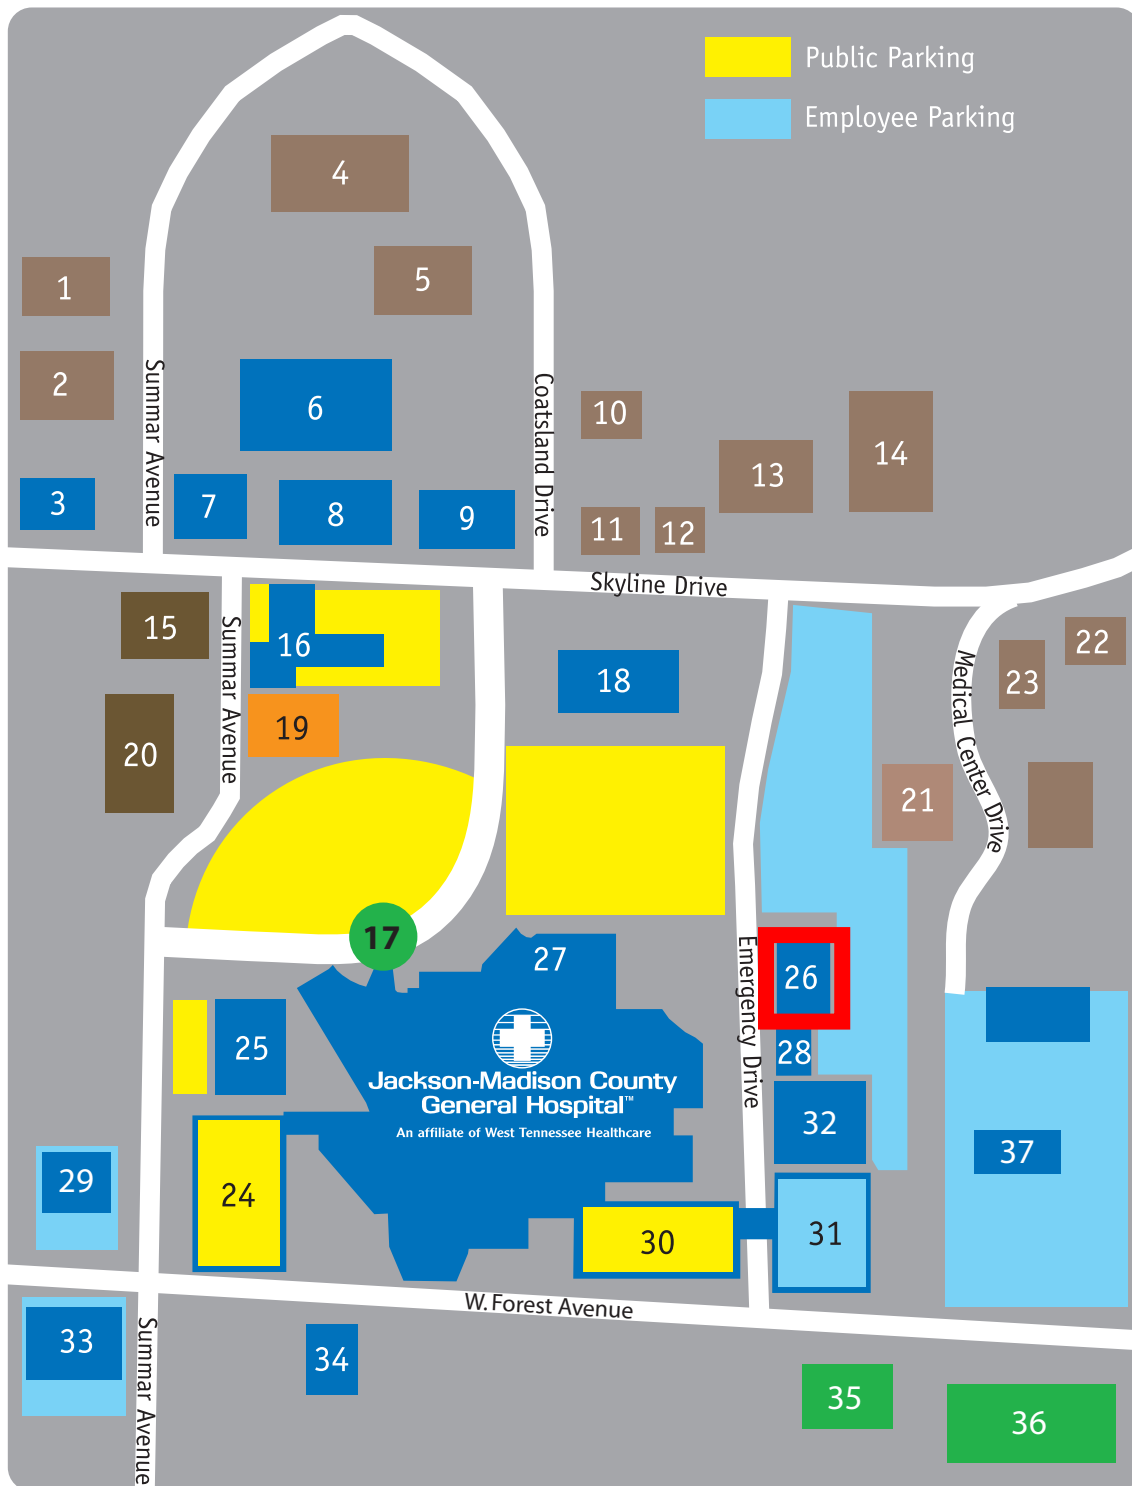 Public Parking
Employee Parking
4
5
1
2
Summar Avenue
6
Coatsland Drive
10
13
14
3
7
8
9
11
12
Skyline Drive
15
Summar Avenue
16
18
Medical Center Drive
22
23
19
20
21
17
27
Emergency Drive
26
25
28
Jackson-Madison County
General Hospital™
An affiliate of West Tennessee Healthcare
32
37
29
24
30
31
W. Forest Avenue
33
Summar Avenue
34
35
36